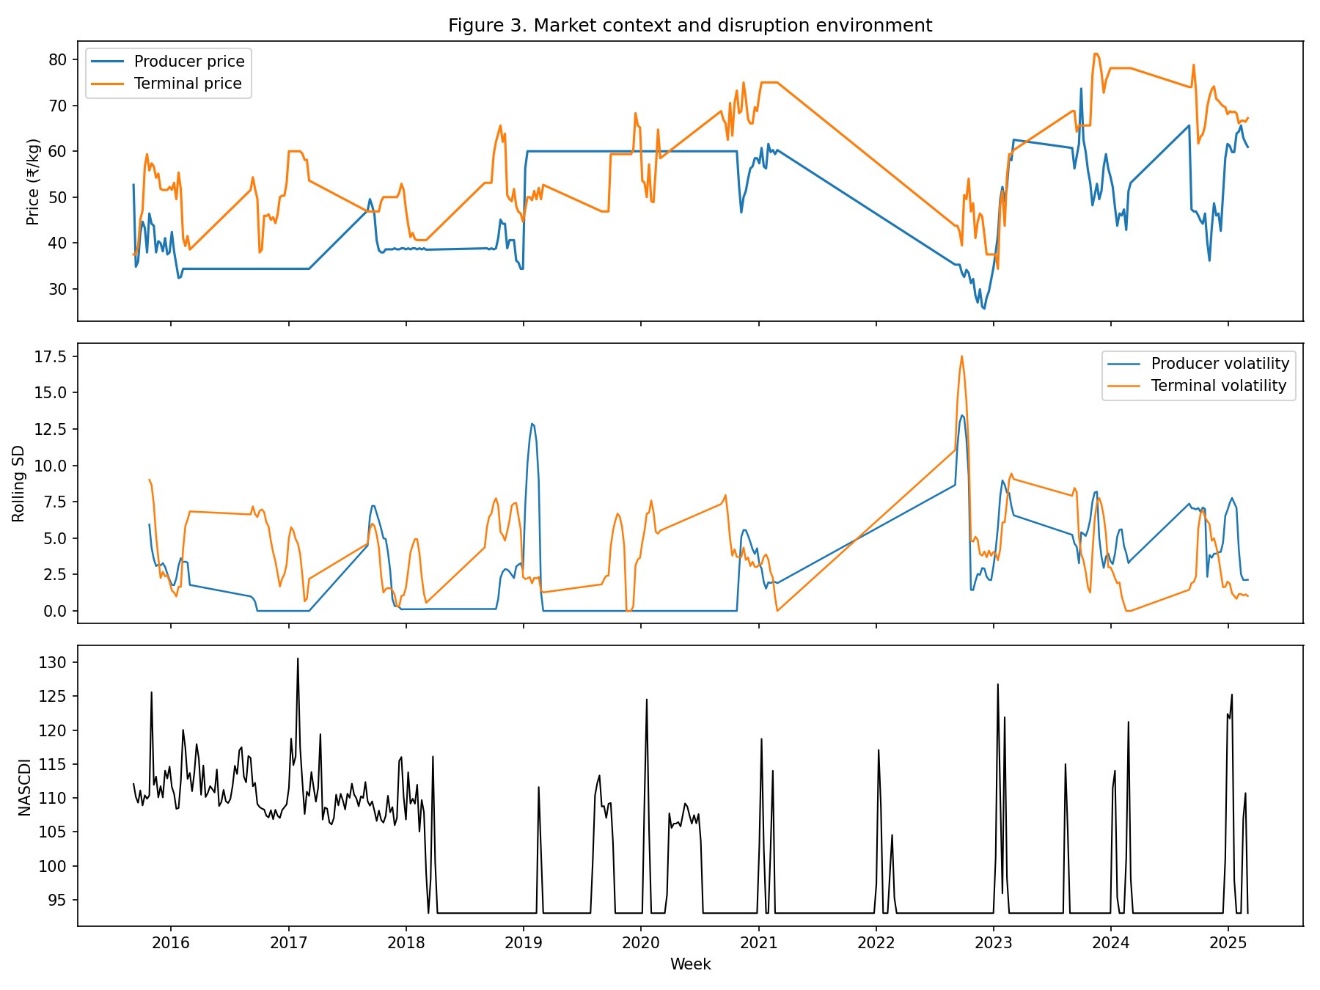 Figure 3. Market context and disruption environment
Producer price
Terminal price
80
70
60
50
40
30
Price (₹/kg)
Producer volatility
Terminal volatility
17.5
15.0
12.5
10.0
7.5
5.0
2.5
0.0
Rolling SD
130
125
120
115
110
105
100
95
NASCDI
2016 2017 2018 2019 2020 2021 2022 2023 2024 2025
Week